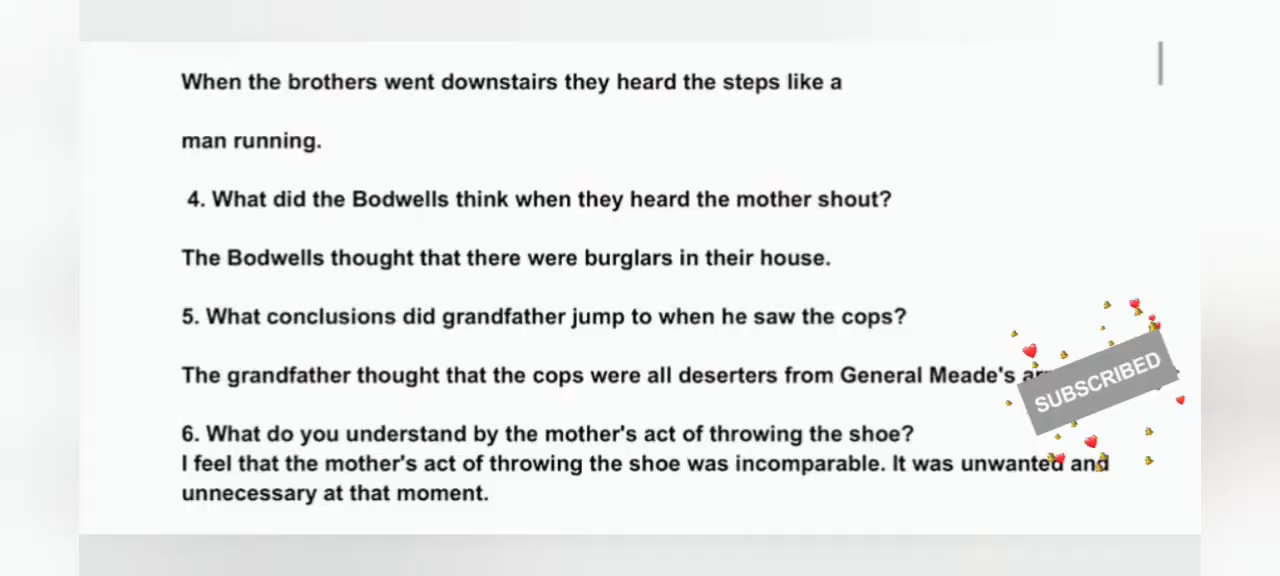 When the brothers went downstairs they heard the steps like a
man running.
4. What did the Bodwells think when they heard the mother shout?
The Bodwells thought that there were burglars in their house.
5. What conclusions did grandfather jump to when he saw the cops?
The grandfather thought that the cops were all deserters from General Meade's
SUBSCRIBED
6. What do you understand by the mother's act of throwing the shoe?
I feel that the mother's act of throwing the shoe was incomparable. It was unwanted and
unnecessary at that moment.